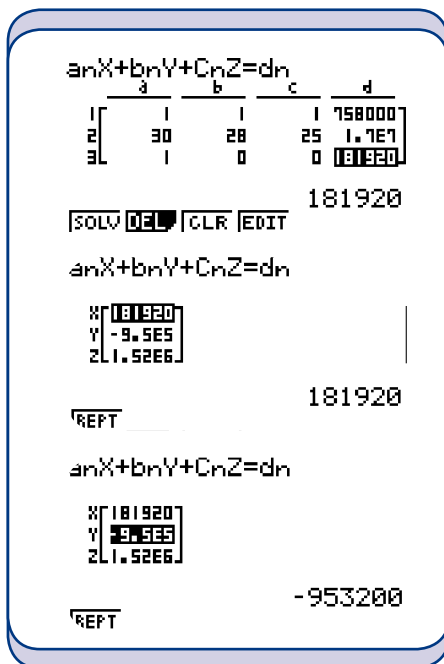 anX+bnY+CnZ=dn
a b c d
1 1 1 1 758000
2 30 28 25 1.7E7
3 1 0 0 181920
181920
SOLV DEL CLR EDIT
anX+bnY+CnZ=dn
X 181920
Y -9.5E5
Z 1.52E6
181920
REPT
anX+bnY+CnZ=dn
X 181920
Y -9.5E5
Z 1.52E6
-953200
REPT